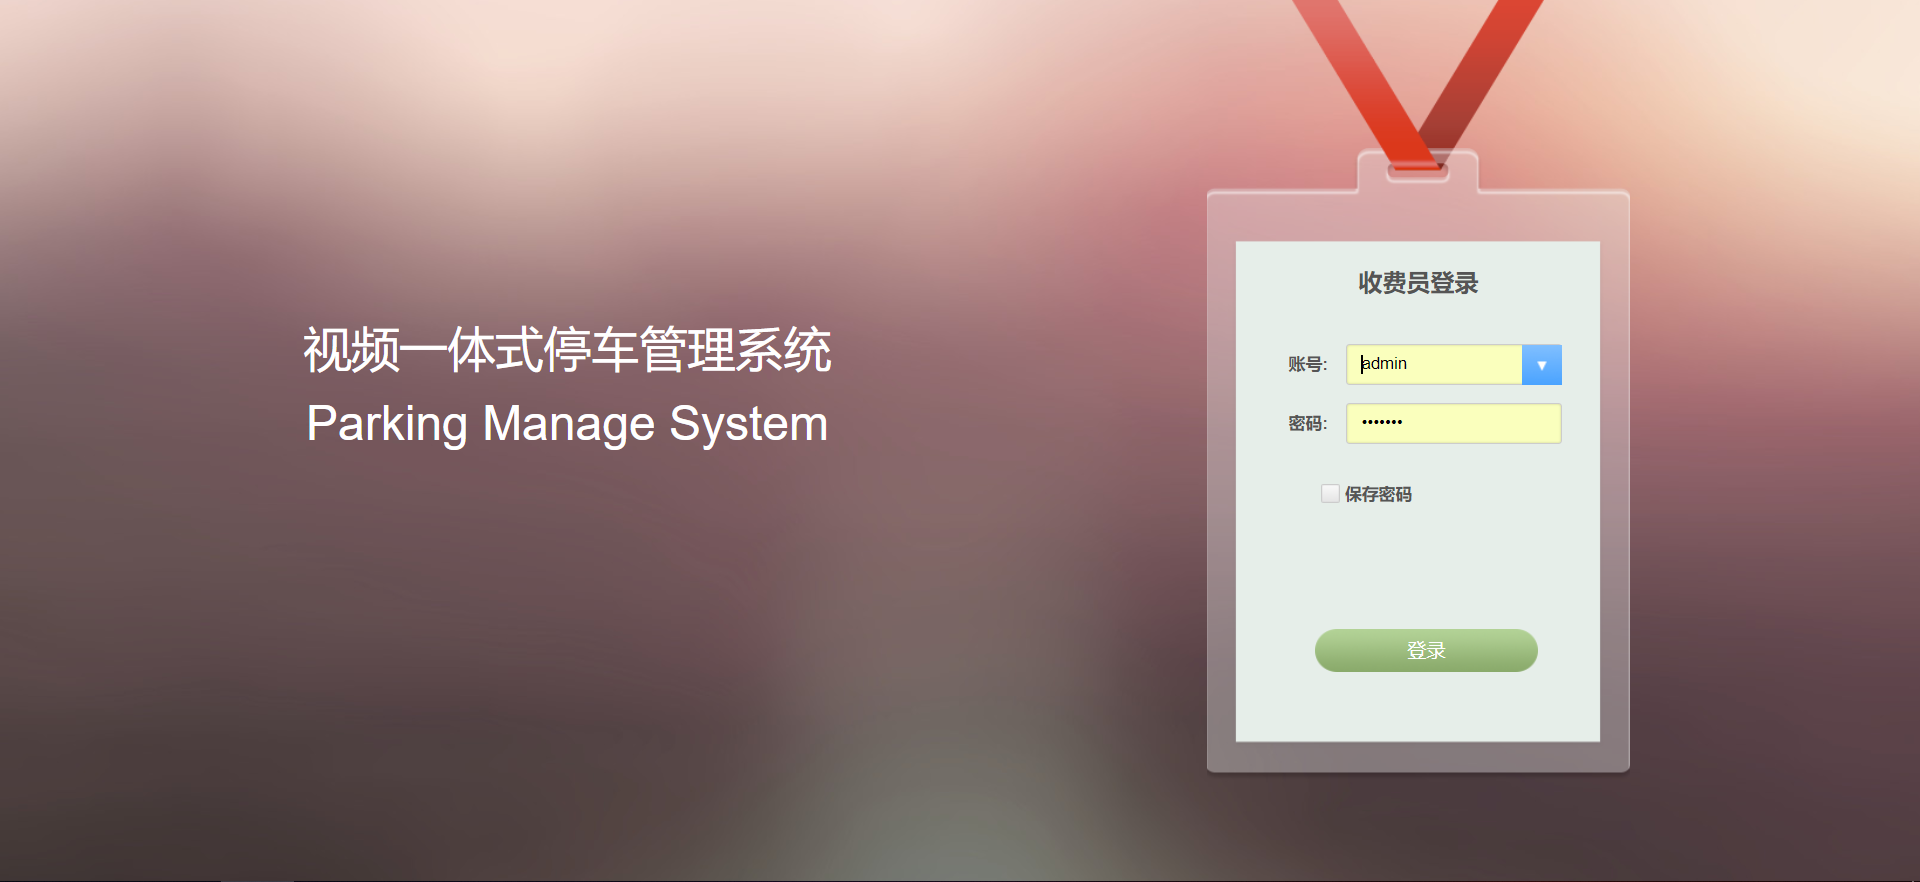 视频一体式停车管理系统
Parking Manage System
收费员登录
账号: admin ▼
密码: •••••••
保存密码
登录